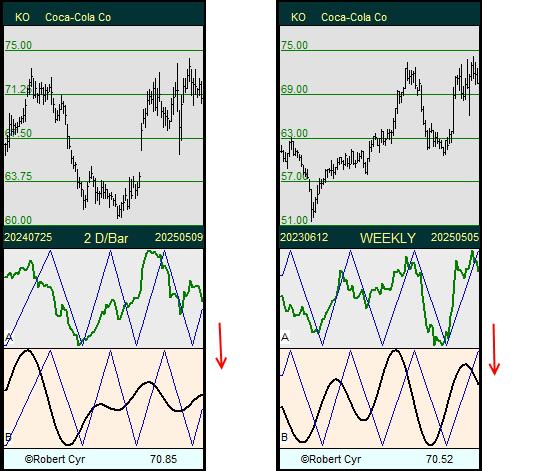 KO Coca-Cola Co
75.00
71.25
67.50
63.75
60.00
20240725 2 D/Bar 20250509
A
B
©Robert Cyr 70.85
KO Coca-Cola Co
75.00
69.00
63.00
57.00
51.00
20230612 WEEKLY 20250505
A
B
©Robert Cyr 70.52